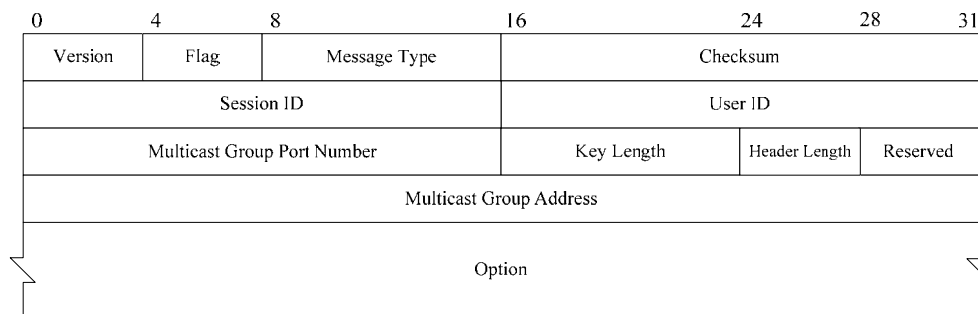 0 4 8 16 24 28 31
Version Flag Message Type Checksum
Session ID User ID
Multicast Group Port Number Key Length Header Length Reserved
Multicast Group Address
Option